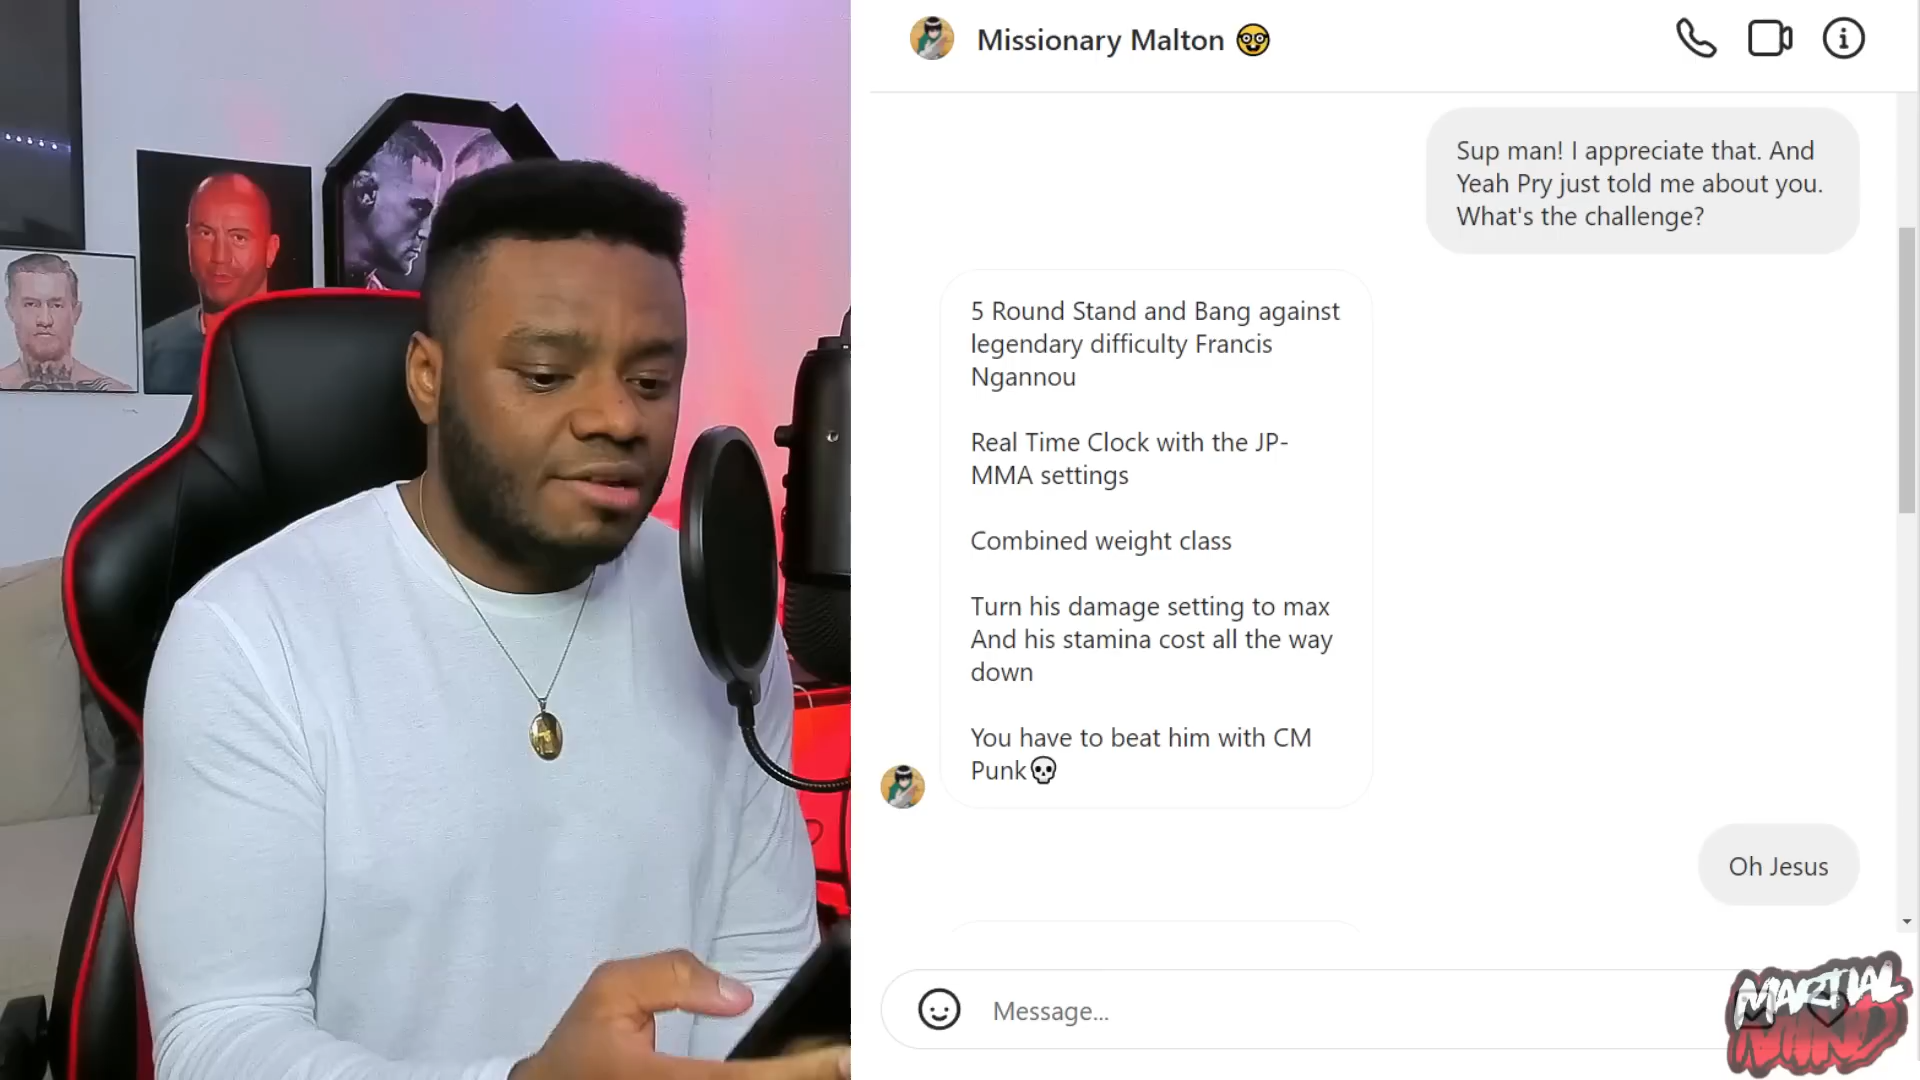 Missionary Malton
Sup man! I appreciate that. And
Yeah Pry just told me about you.
What's the challenge?
5 Round Stand and Bang against
legendary difficulty Francis
Ngannou
Real Time Clock with the JP-
MMA settings
Combined weight class
Turn his damage setting to max
And his stamina cost all the way
down
You have to beat him with CM
Punk💀
Oh Jesus
Message...
MARTIAL
MIND